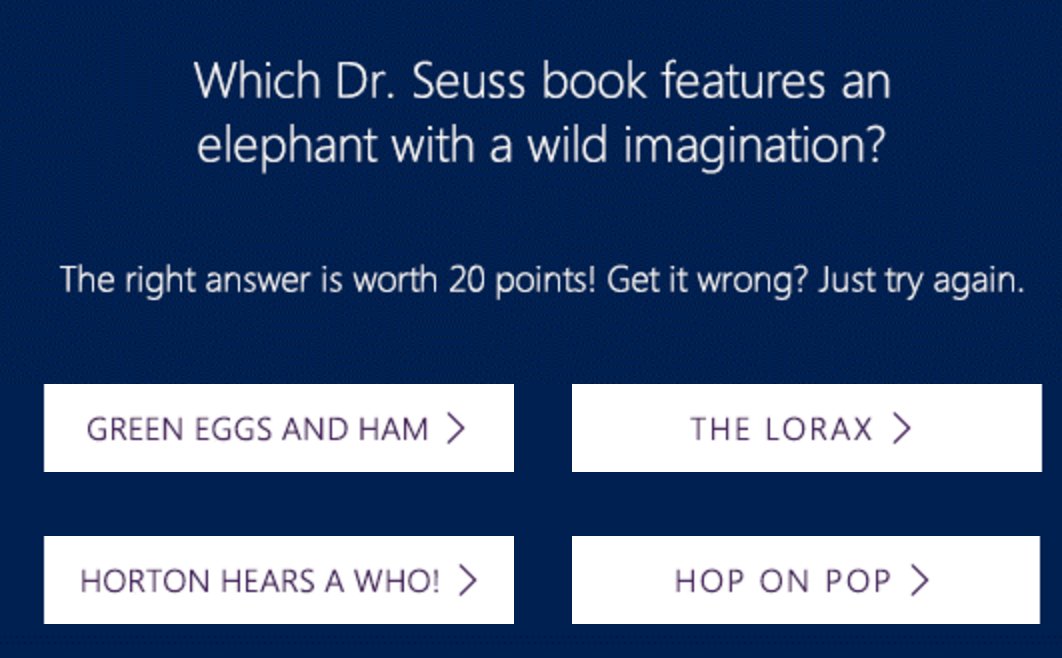 Which Dr. Seuss book features an
elephant with a wild imagination?
The right answer is worth 20 points! Get it wrong? Just try again.
GREEN EGGS AND HAM
THE LORAX
HORTON HEARS A WHO!
HOP ON POP